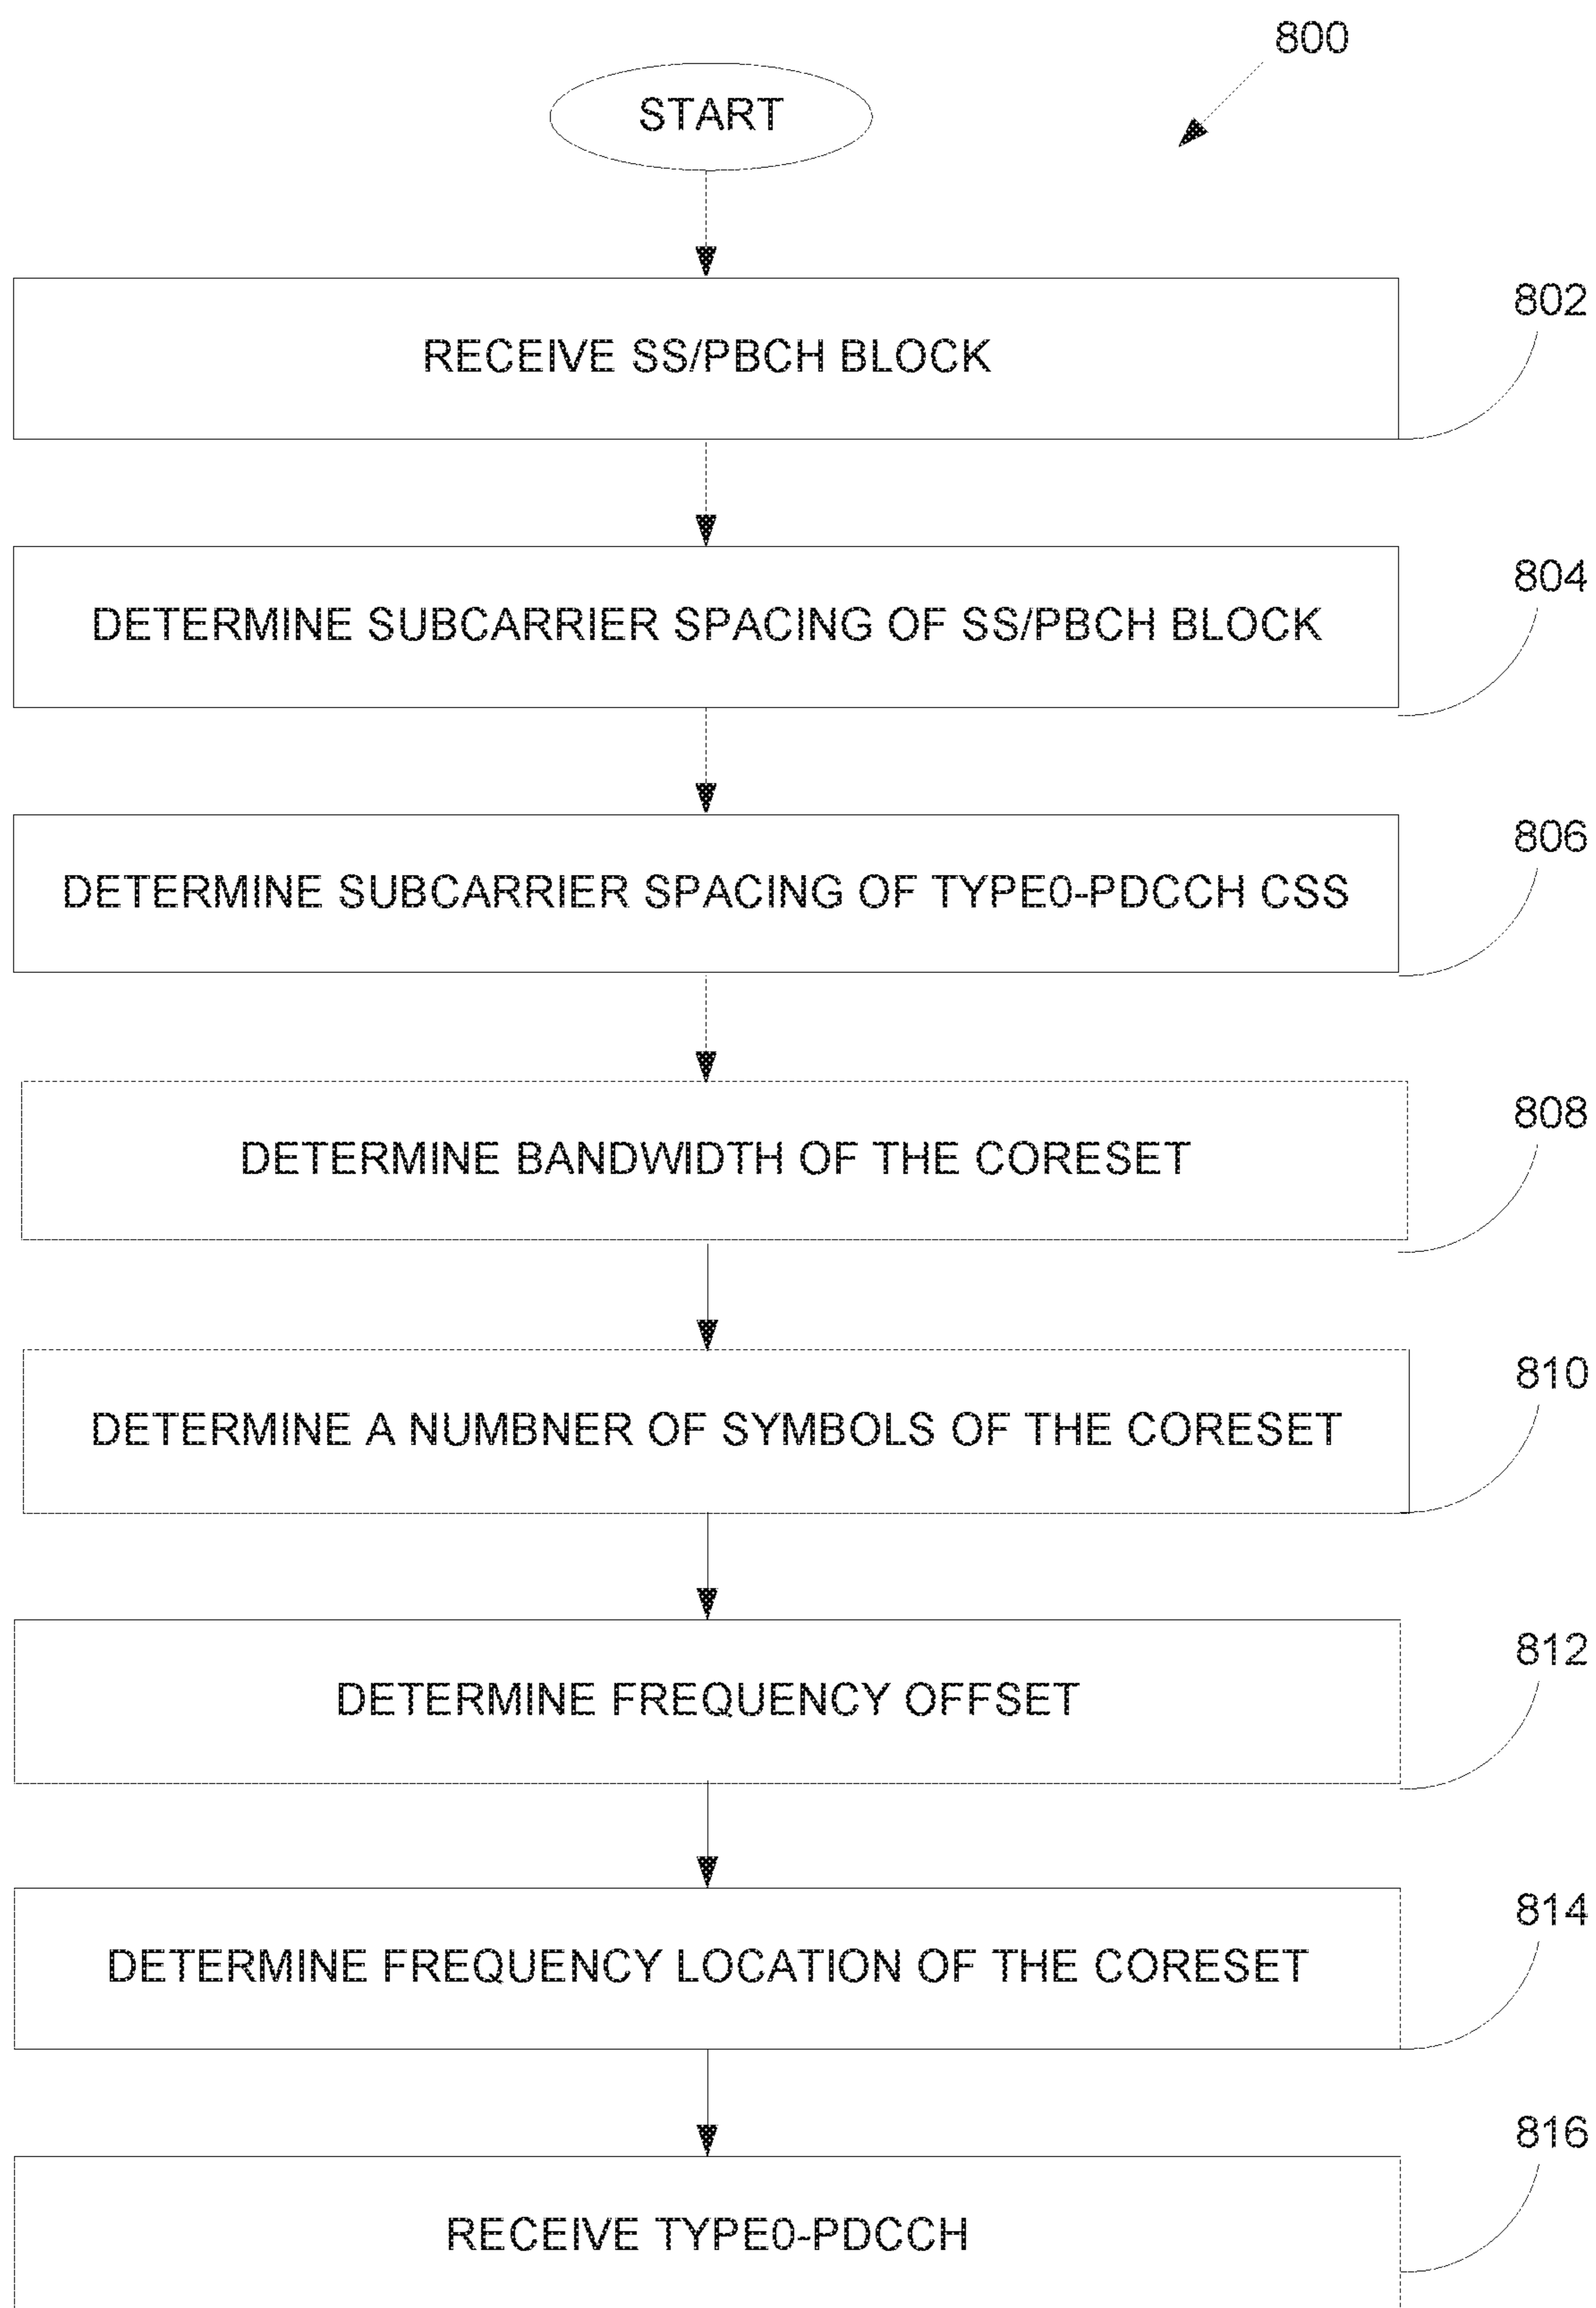 800
START
802
RECEIVE SS/PBCH BLOCK
804
DETERMINE SUBCARRIER SPACING OF SS/PBCH BLOCK
806
DETERMINE SUBCARRIER SPACING OF TYPE0-PDCCH CSS
808
DETERMINE BANDWIDTH OF THE CORESET
810
DETERMINE A NUMBNER OF SYMBOLS OF THE CORESET
812
DETERMINE FREQUENCY OFFSET
814
DETERMINE FREQUENCY LOCATION OF THE CORESET
816
RECEIVE TYPE0-PDCCH